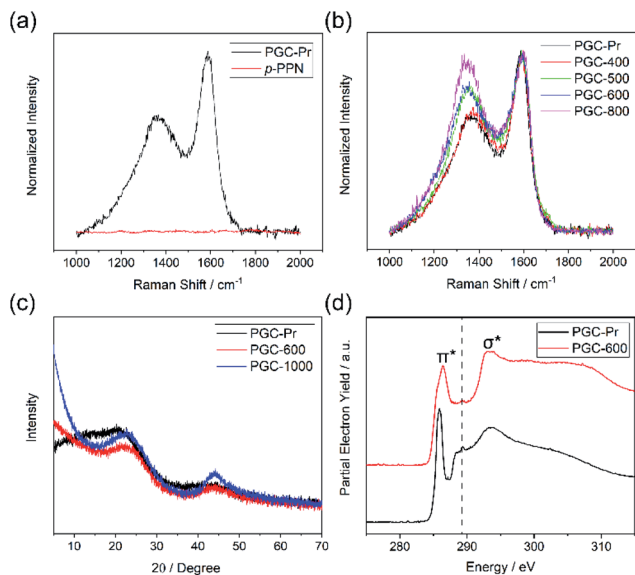 (a)
PGC-Pr
p-PPN
Normalized Intensity
1000 1200 1400 1600 1800 2000
Raman Shift / cm-1
(b)
PGC-Pr
PGC-400
PGC-500
PGC-600
PGC-800
Normalized Intensity
1000 1200 1400 1600 1800 2000
Raman Shift / cm-1
(c)
PGC-Pr
PGC-600
PGC-1000
Intensity
10 20 30 40 50 60 70
2θ / Degree
(d)
PGC-Pr
PGC-600
π*
σ*
Partial Electron Yield / a.u.
280 290 300 310
Energy / eV